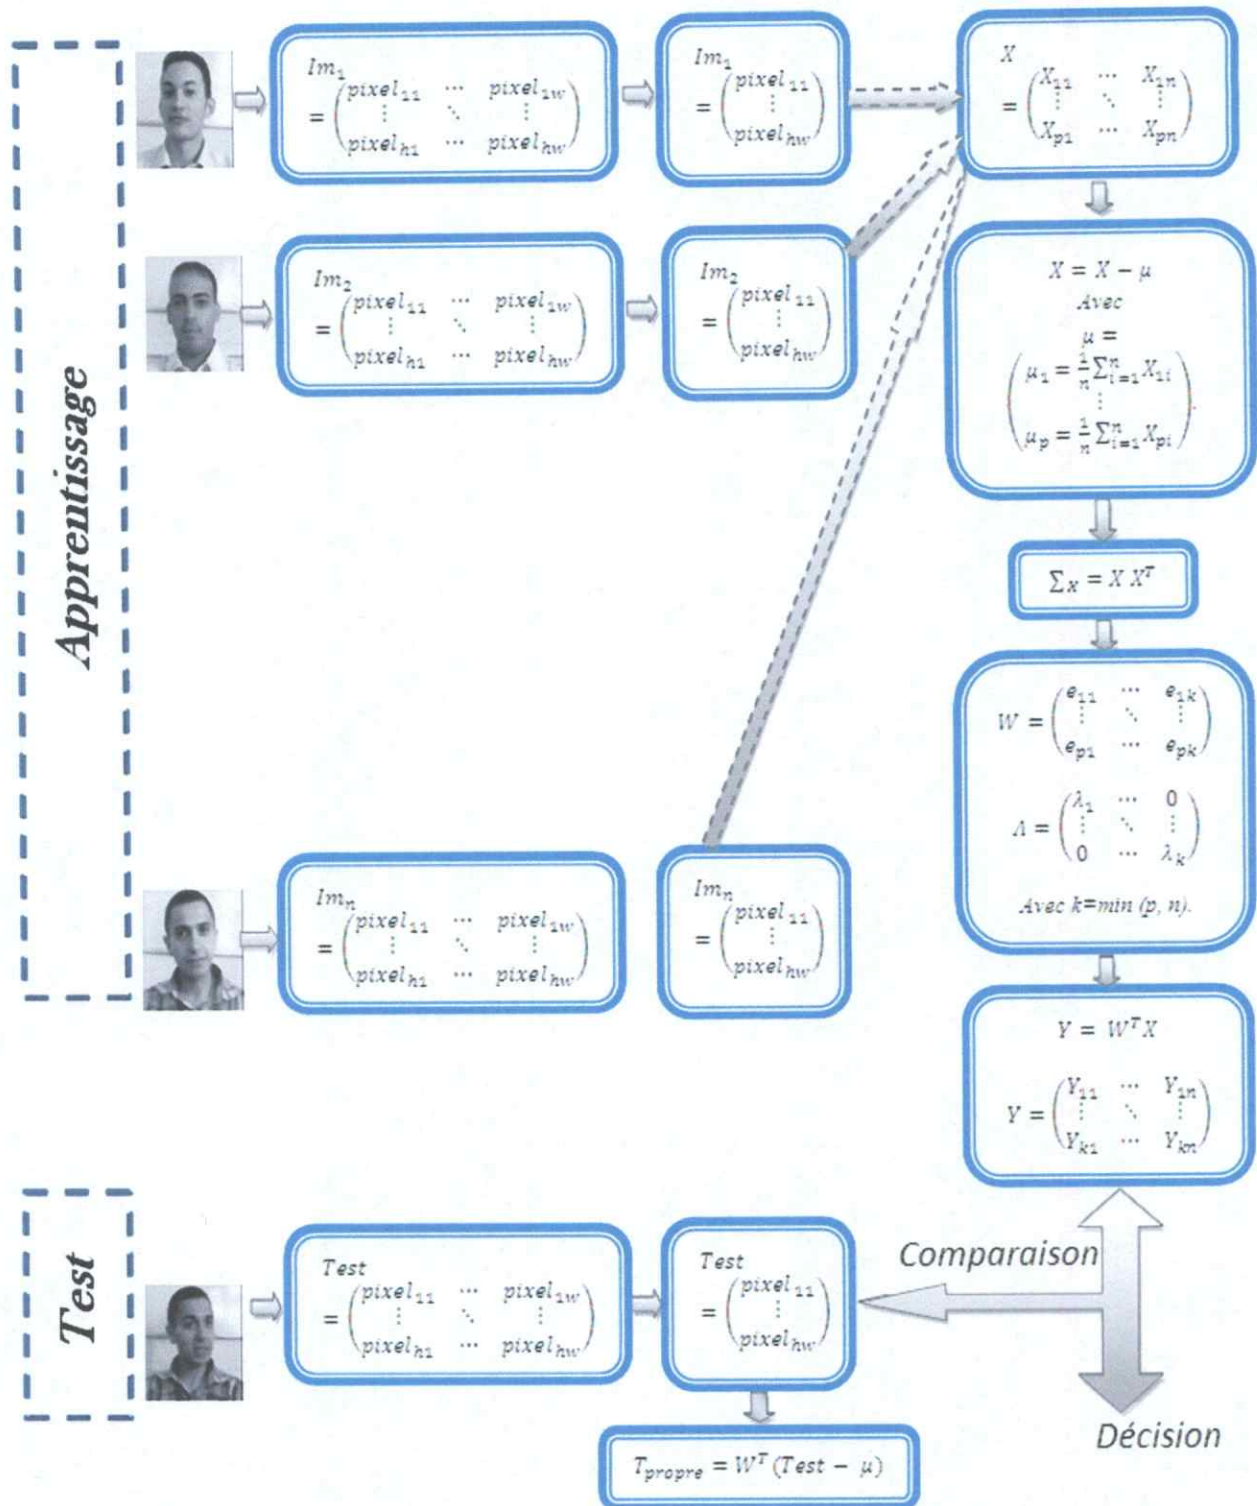 Apprentissage
Im₁
= (pixel₁₁ ⋯ pixel₁w
⋮ ⋱ ⋮
pixelₕ₁ ⋯ pixelₕw)
Im₁
= (pixel₁₁
⋮
pixelₕw)
X
= (X₁₁ ⋯ X₁ₙ
⋮ ⋱ ⋮
Xₚ₁ ⋯ Xₚₙ)
Im₂
= (pixel₁₁ ⋯ pixel₁w
⋮ ⋱ ⋮
pixelₕ₁ ⋯ pixelₕw)
Im₂
= (pixel₁₁
⋮
pixelₕw)
X = X − μ
Avec
μ =
(μ₁ = 1/n ∑ⁿᵢ₌₁ X₁ᵢ
⋮
μₚ = 1/n ∑ⁿᵢ₌₁ Xₚᵢ).
∑ₓ = X Xᵀ
W = (e₁₁ ⋯ e₁ₖ
⋮ ⋱ ⋮
eₚ₁ ⋯ eₚₖ)
Λ = (λ₁ ⋯ 0
⋮ ⋱ ⋮
0 ⋯ λₖ)
Avec k=min (p, n).
Imₙ
= (pixel₁₁ ⋯ pixel₁w
⋮ ⋱ ⋮
pixelₕ₁ ⋯ pixelₕw)
Imₙ
= (pixel₁₁
⋮
pixelₕw)
Y = WᵀX
Y = (Y₁₁ ⋯ Y₁ₙ
⋮ ⋱ ⋮
Yₖ₁ ⋯ Yₖₙ)
Test
Test
= (pixel₁₁ ⋯ pixel₁w
⋮ ⋱ ⋮
pixelₕ₁ ⋯ pixelₕw)
Test
= (pixel₁₁
⋮
pixelₕw)
Comparaison
Décision
Tpropre = Wᵀ (Test − μ)